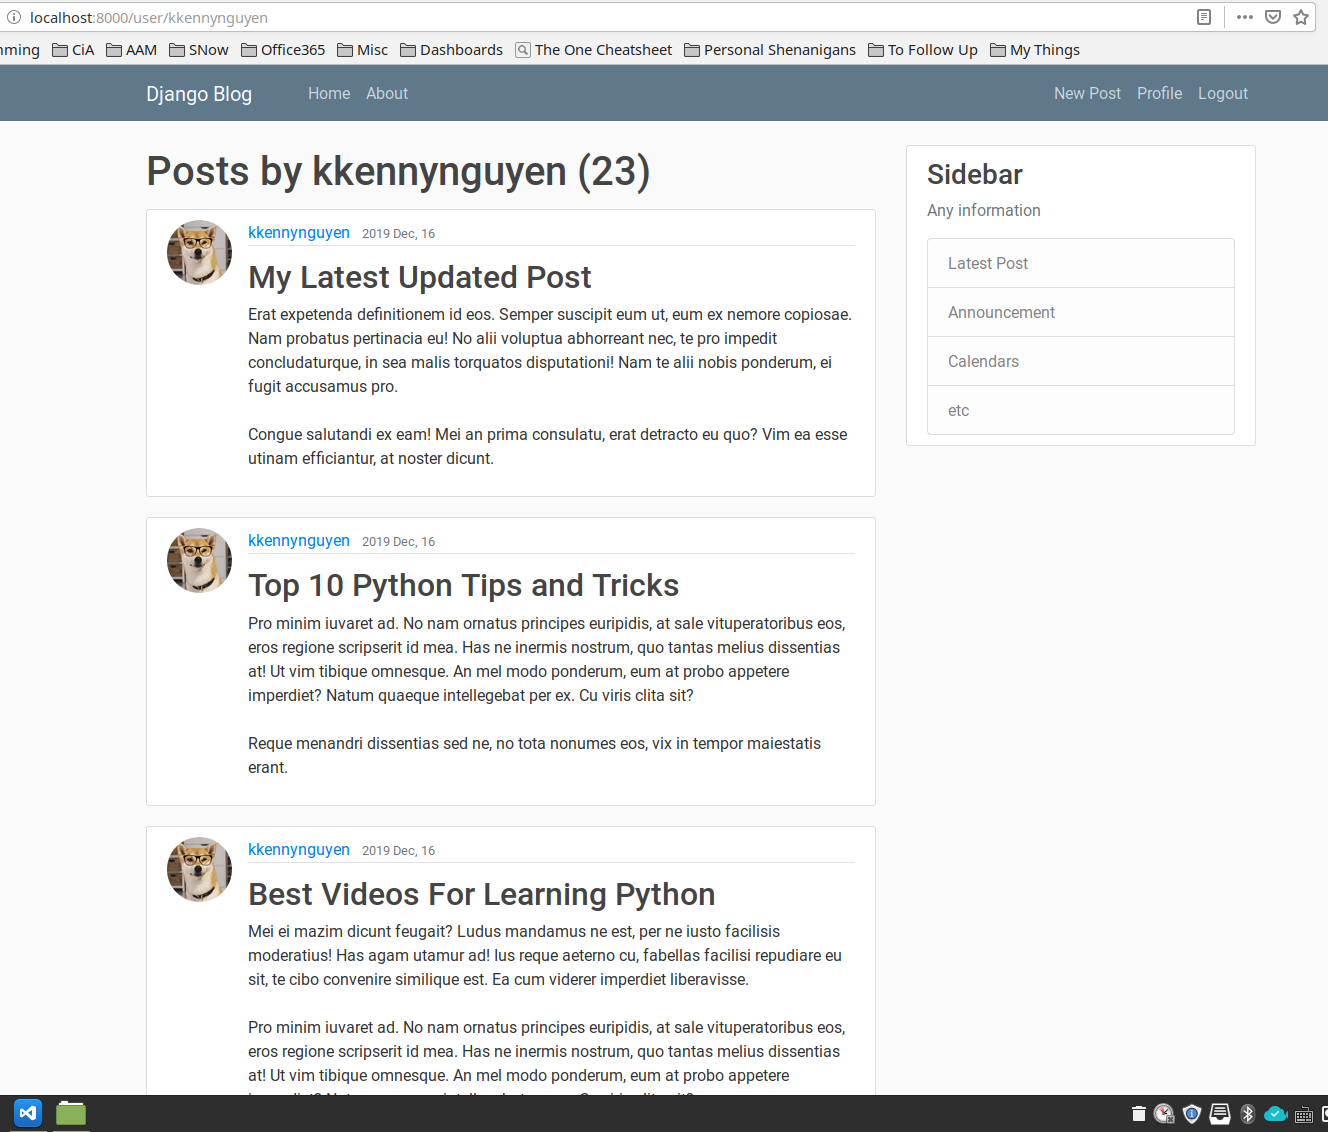 localhost:8000/user/kkennynguyen
nming CiA AAM SNow Office365 Misc Dashboards The One Cheatsheet Personal Shenanigans To Follow Up My Things
Django Blog Home About New Post Profile Logout
Posts by kkennynguyen (23)
kkennynguyen 2019 Dec, 16
My Latest Updated Post
Erat expetenda definitionem id eos. Semper suscipit eum ut, eum ex nemore copiosae.
Nam probatus pertinacia eu! No alii voluptua abhorreant nec, te pro impedit
concludaturque, in sea malis torquatos disputationi! Nam te alii nobis ponderum, ei
fugit accusamus pro.
Congue salutandi ex eam! Mei an prima consulatu, erat detracto eu quo? Vim ea esse
utinam efficiantur, at noster dicunt.
kkennynguyen 2019 Dec, 16
Top 10 Python Tips and Tricks
Pro minim iuvaret ad. No nam ornatus principes euripidis, at sale vituperatoribus eos,
eros regione scripserit id mea. Has ne inermis nostrum, quo tantas melius dissentias
at! Ut vim tibique omnesque. An mel modo ponderum, eum at probo appetere
imperdiet? Natum quaeque intellegebat per ex. Cu viris clita sit?
Reque menandri dissentias sed ne, no tota nonumes eos, vix in tempor maiestatis
erant.
kkennynguyen 2019 Dec, 16
Best Videos For Learning Python
Mei ei mazim dicunt feugait? Ludus mandamus ne est, per ne iusto facilisis
moderatius! Has agam utamur ad! Ius reque aeterno cu, fabellas facilisi repudiare eu
sit, te cibo convenire similique est. Ea cum viderer imperdiet liberavisse.
Pro minim iuvaret ad. No nam ornatus principes euripidis, at sale vituperatoribus eos,
eros regione scripserit id mea. Has ne inermis nostrum, quo tantas melius dissentias
at! Ut vim tibique omnesque. An mel modo ponderum, eum at probo appetere
Sidebar
Any information
Latest Post
Announcement
Calendars
etc